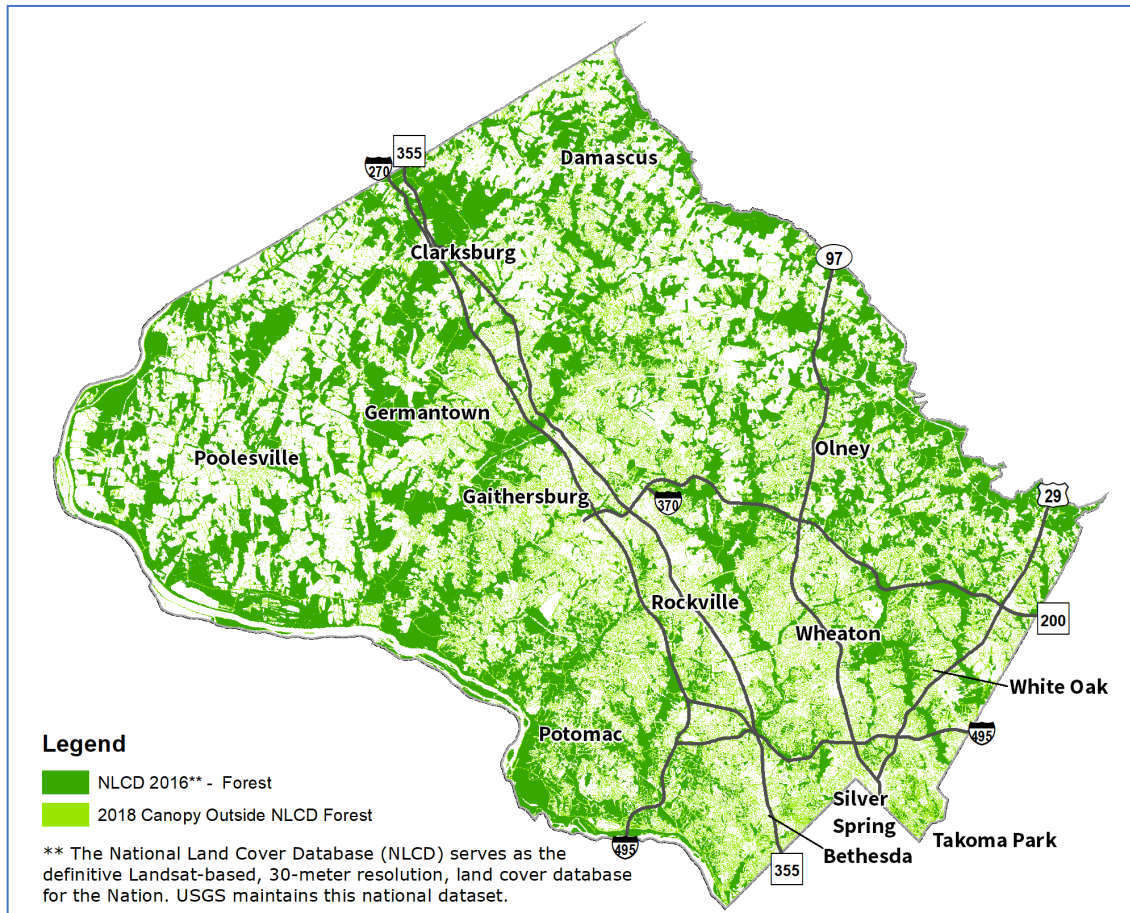 355
270
Damascus
Clarksburg
97
Germantown
Olney
Poolesville
Gaithersburg
370
29
Rockville
200
Wheaton
White Oak
Potomac
495
Legend
NLCD 2016** - Forest
2018 Canopy Outside NLCD Forest
Silver
Spring
Takoma Park
495
Bethesda
355
** The National Land Cover Database (NLCD) serves as the
definitive Landsat-based, 30-meter resolution, land cover database
for the Nation. USGS maintains this national dataset.